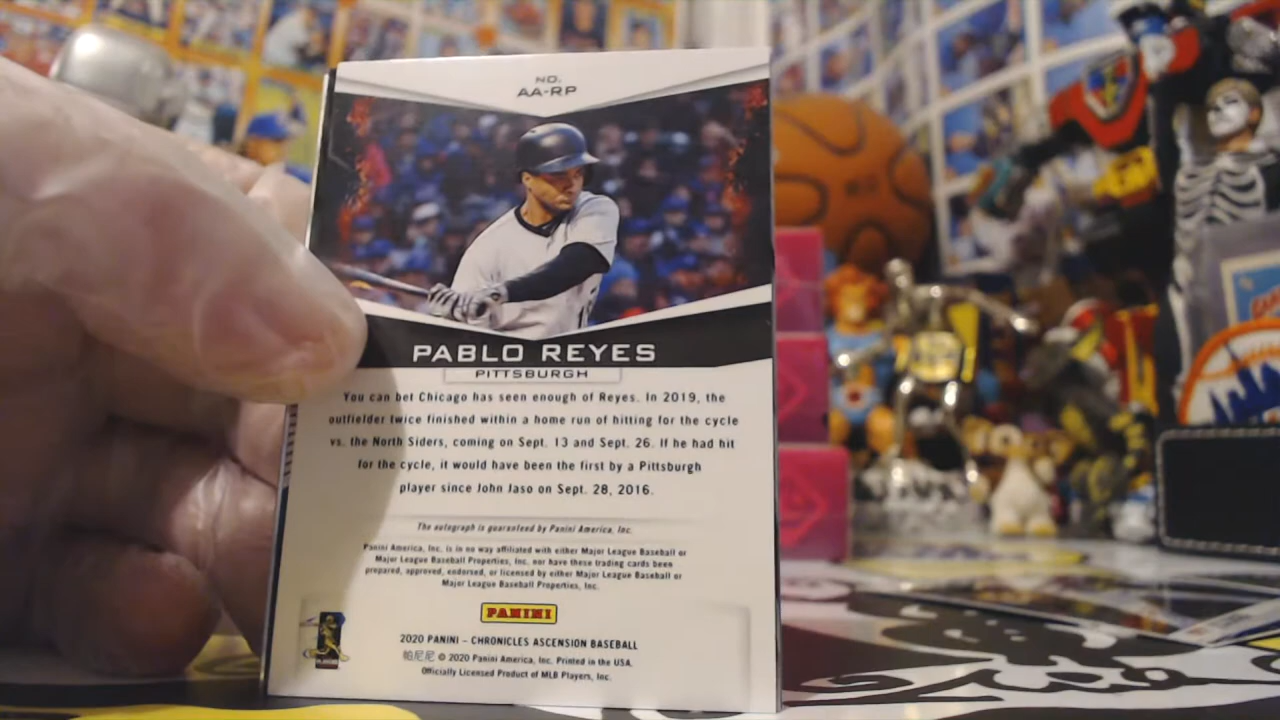 NO.
AA-RP
PABLO REYES
PITTSBURGH
You can bet Chicago has seen enough of Reyes. In 2019, the
outfielder twice finished within a home run of hitting for the cycle
vs. the North Siders, coming on Sept. 13 and Sept. 26. If he had hit
for the cycle, it would have been the first by a Pittsburgh
player since John Jaso on Sept. 28, 2016.
The autograph is guaranteed by Panini America, Inc.
Panini America, Inc. is in no way affiliated with either Major League Baseball or
Major League Baseball Properties, Inc. nor have these trading cards been
prepared, approved, endorsed, or licensed by either Major League Baseball or
Major League Baseball Properties, Inc.
PANINI
2020 PANINI – CHRONICLES ASCENSION BASEBALL
帕尼尼 © 2020 Panini America, Inc. Printed in the USA.
Officially Licensed Product of MLB Players, Inc.